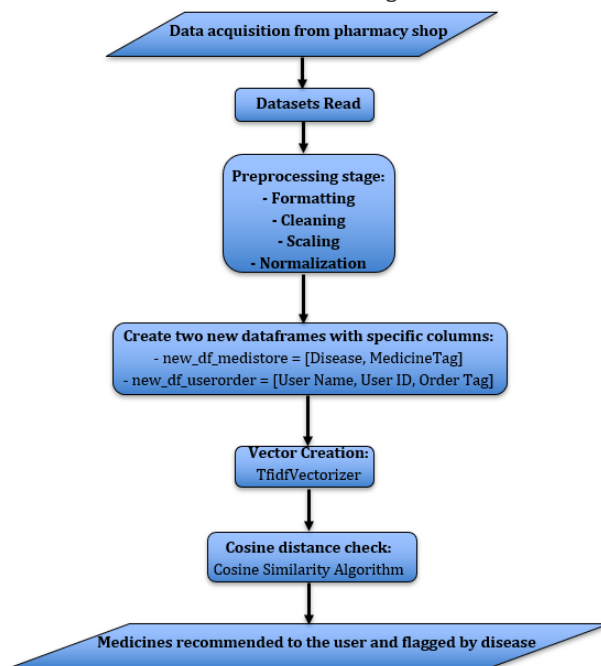 Data acquisition from pharmacy shop
Datasets Read
Preprocessing stage:
- Formatting
- Cleaning
- Scaling
- Normalization
Create two new dataframes with specific columns:
- new_df_medistore = [Disease, MedicineTag]
- new_df_userorder = [User Name, User ID, Order Tag]
Vector Creation:
TfidfVectorizer
Cosine distance check:
Cosine Similarity Algorithm
Medicines recommended to the user and flagged by disease